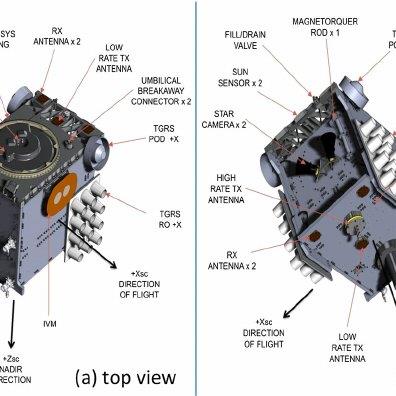 SYS
NG
RX
ANTENNA x 2
LOW
RATE TX
ANTENNA
UMBILICAL
BREAKAWAY
CONNECTOR x 2
TGRS
POD +X
TGRS
RO +X
+Xsc
DIRECTION
OF FLIGHT
IVM
+Zsc
NADIR
RECTION
(a) top view
MAGNETORQUER
ROD x 1
FILL/DRAIN
VALVE
T
PO
SUN
SENSOR x 2
STAR
CAMERA x 2
HIGH
RATE TX
ANTENNA
RX
ANTENNA x 2
+Xsc
DIRECTION
OF FLIGHT
LOW
RATE TX
ANTENNA